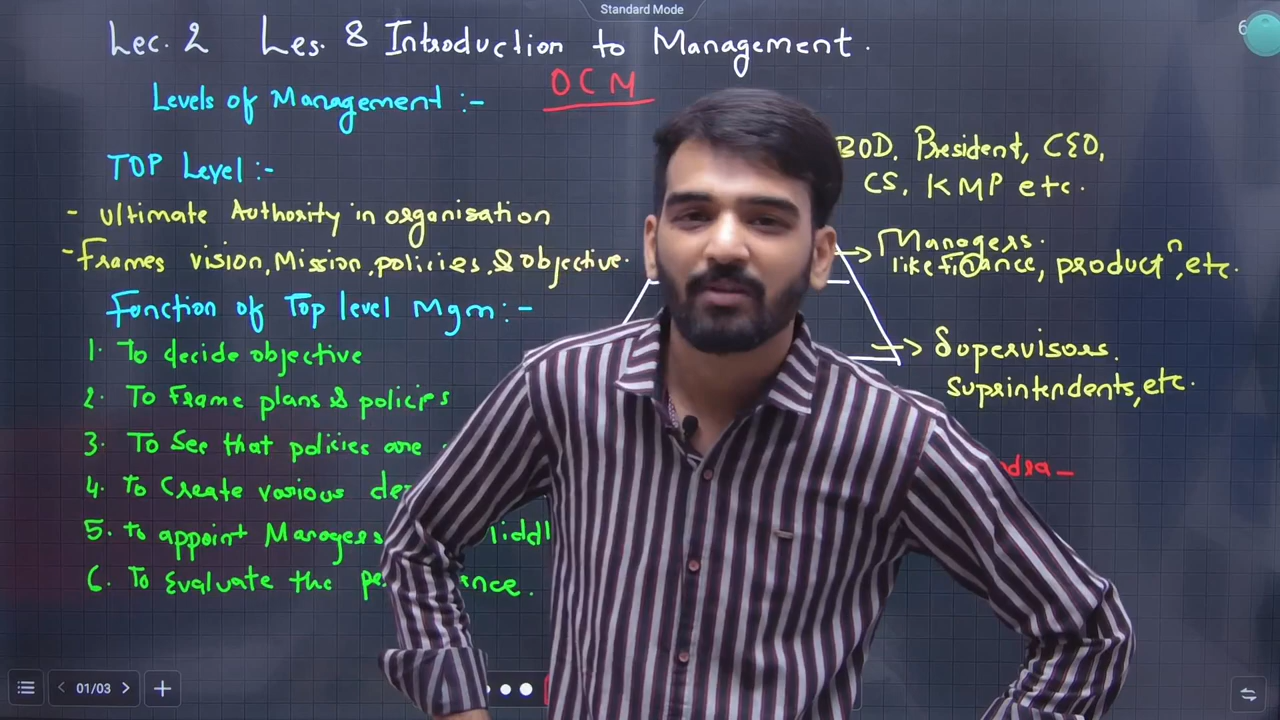 Standard Mode
6
Lec. 2 Les. 8 Introduction to Management.
OCM
Levels of Management :-
TOP Level :-
- Ultimate Authority in organisation
- Frames vision, Mission, policies, & objective.
Function of Top level Mgm :-
1. To decide objective
2. To Frame plans & policies
3. To See that policies are
4. To Create various
5. To appoint Managers
6. To Evaluate the
BOD, President, CEO,
CS, KMP etc.
Managers.
like finance, productⁿ, etc.
Supervisors.
Suprintendents, etc.
01/03